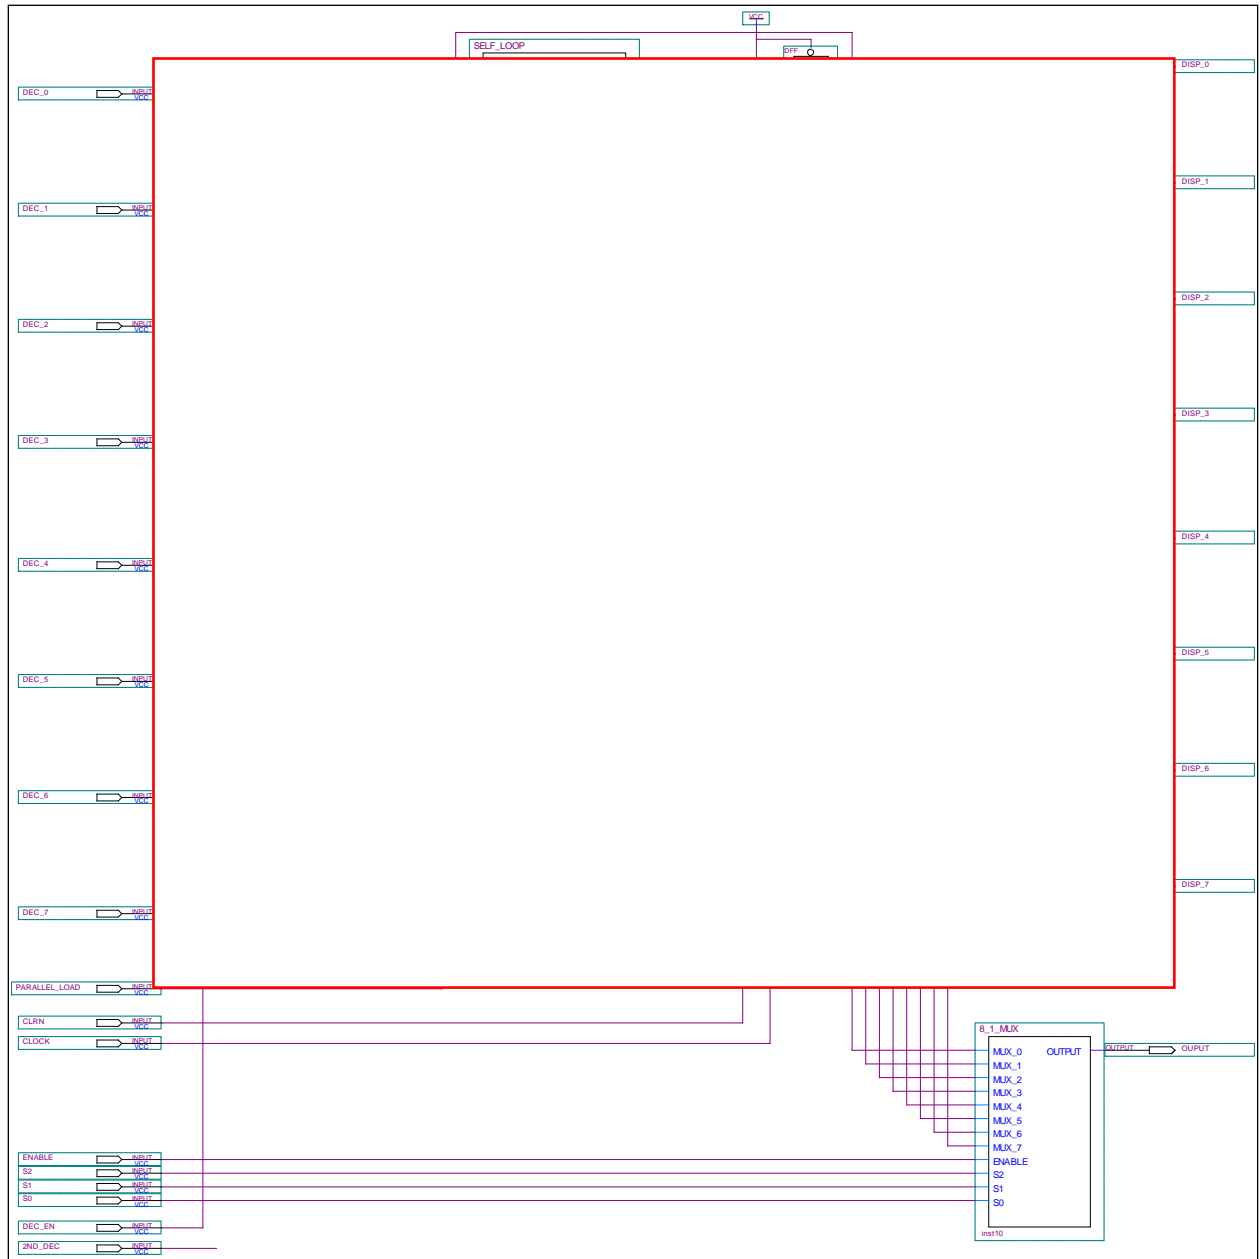 VCC
SELF_LOOP
DFF
DISP_0
DEC_0 INPUT
VCC
DISP_1
DEC_1 INPUT
VCC
DISP_2
DEC_2 INPUT
VCC
DISP_3
DEC_3 INPUT
VCC
DISP_4
DEC_4 INPUT
VCC
DISP_5
DEC_5 INPUT
VCC
DISP_6
DEC_6 INPUT
VCC
DISP_7
DEC_7 INPUT
VCC
PARALLEL_LOAD INPUT
VCC
CLRN INPUT
VCC
CLOCK INPUT
VCC
8_1_MUX
MUX_0 OUTPUT OUTPUT OUPUT
MUX_1
MUX_2
MUX_3
MUX_4
MUX_5
MUX_6
MUX_7
ENABLE
S2
S1
S0
inst10
ENABLE INPUT
VCC
S2 INPUT
VCC
S1 INPUT
VCC
S0 INPUT
VCC
DEC_EN INPUT
VCC
2ND_DEC INPUT
VCC